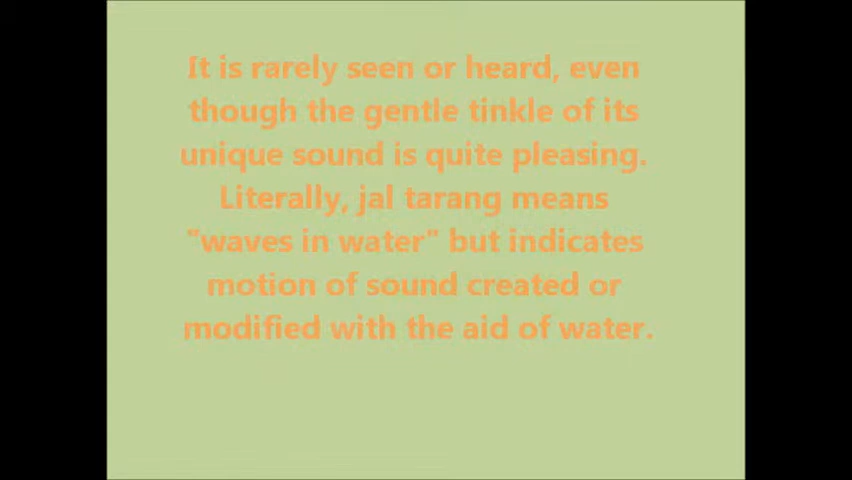 It is rarely seen or heard, even
though the gentle tinkle of its
unique sound is quite pleasing.
Literally, jal tarang means
"waves in water" but indicates
motion of sound created or
modified with the aid of water.